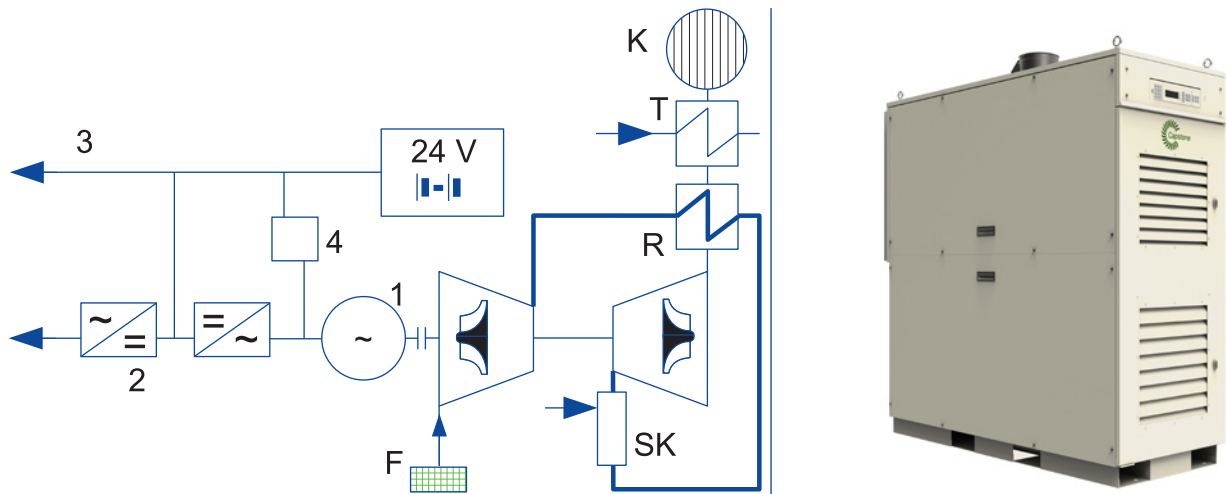 K
T
3
24 V
R
4
1
~
=
=
~
~
2
F
SK
Capstone